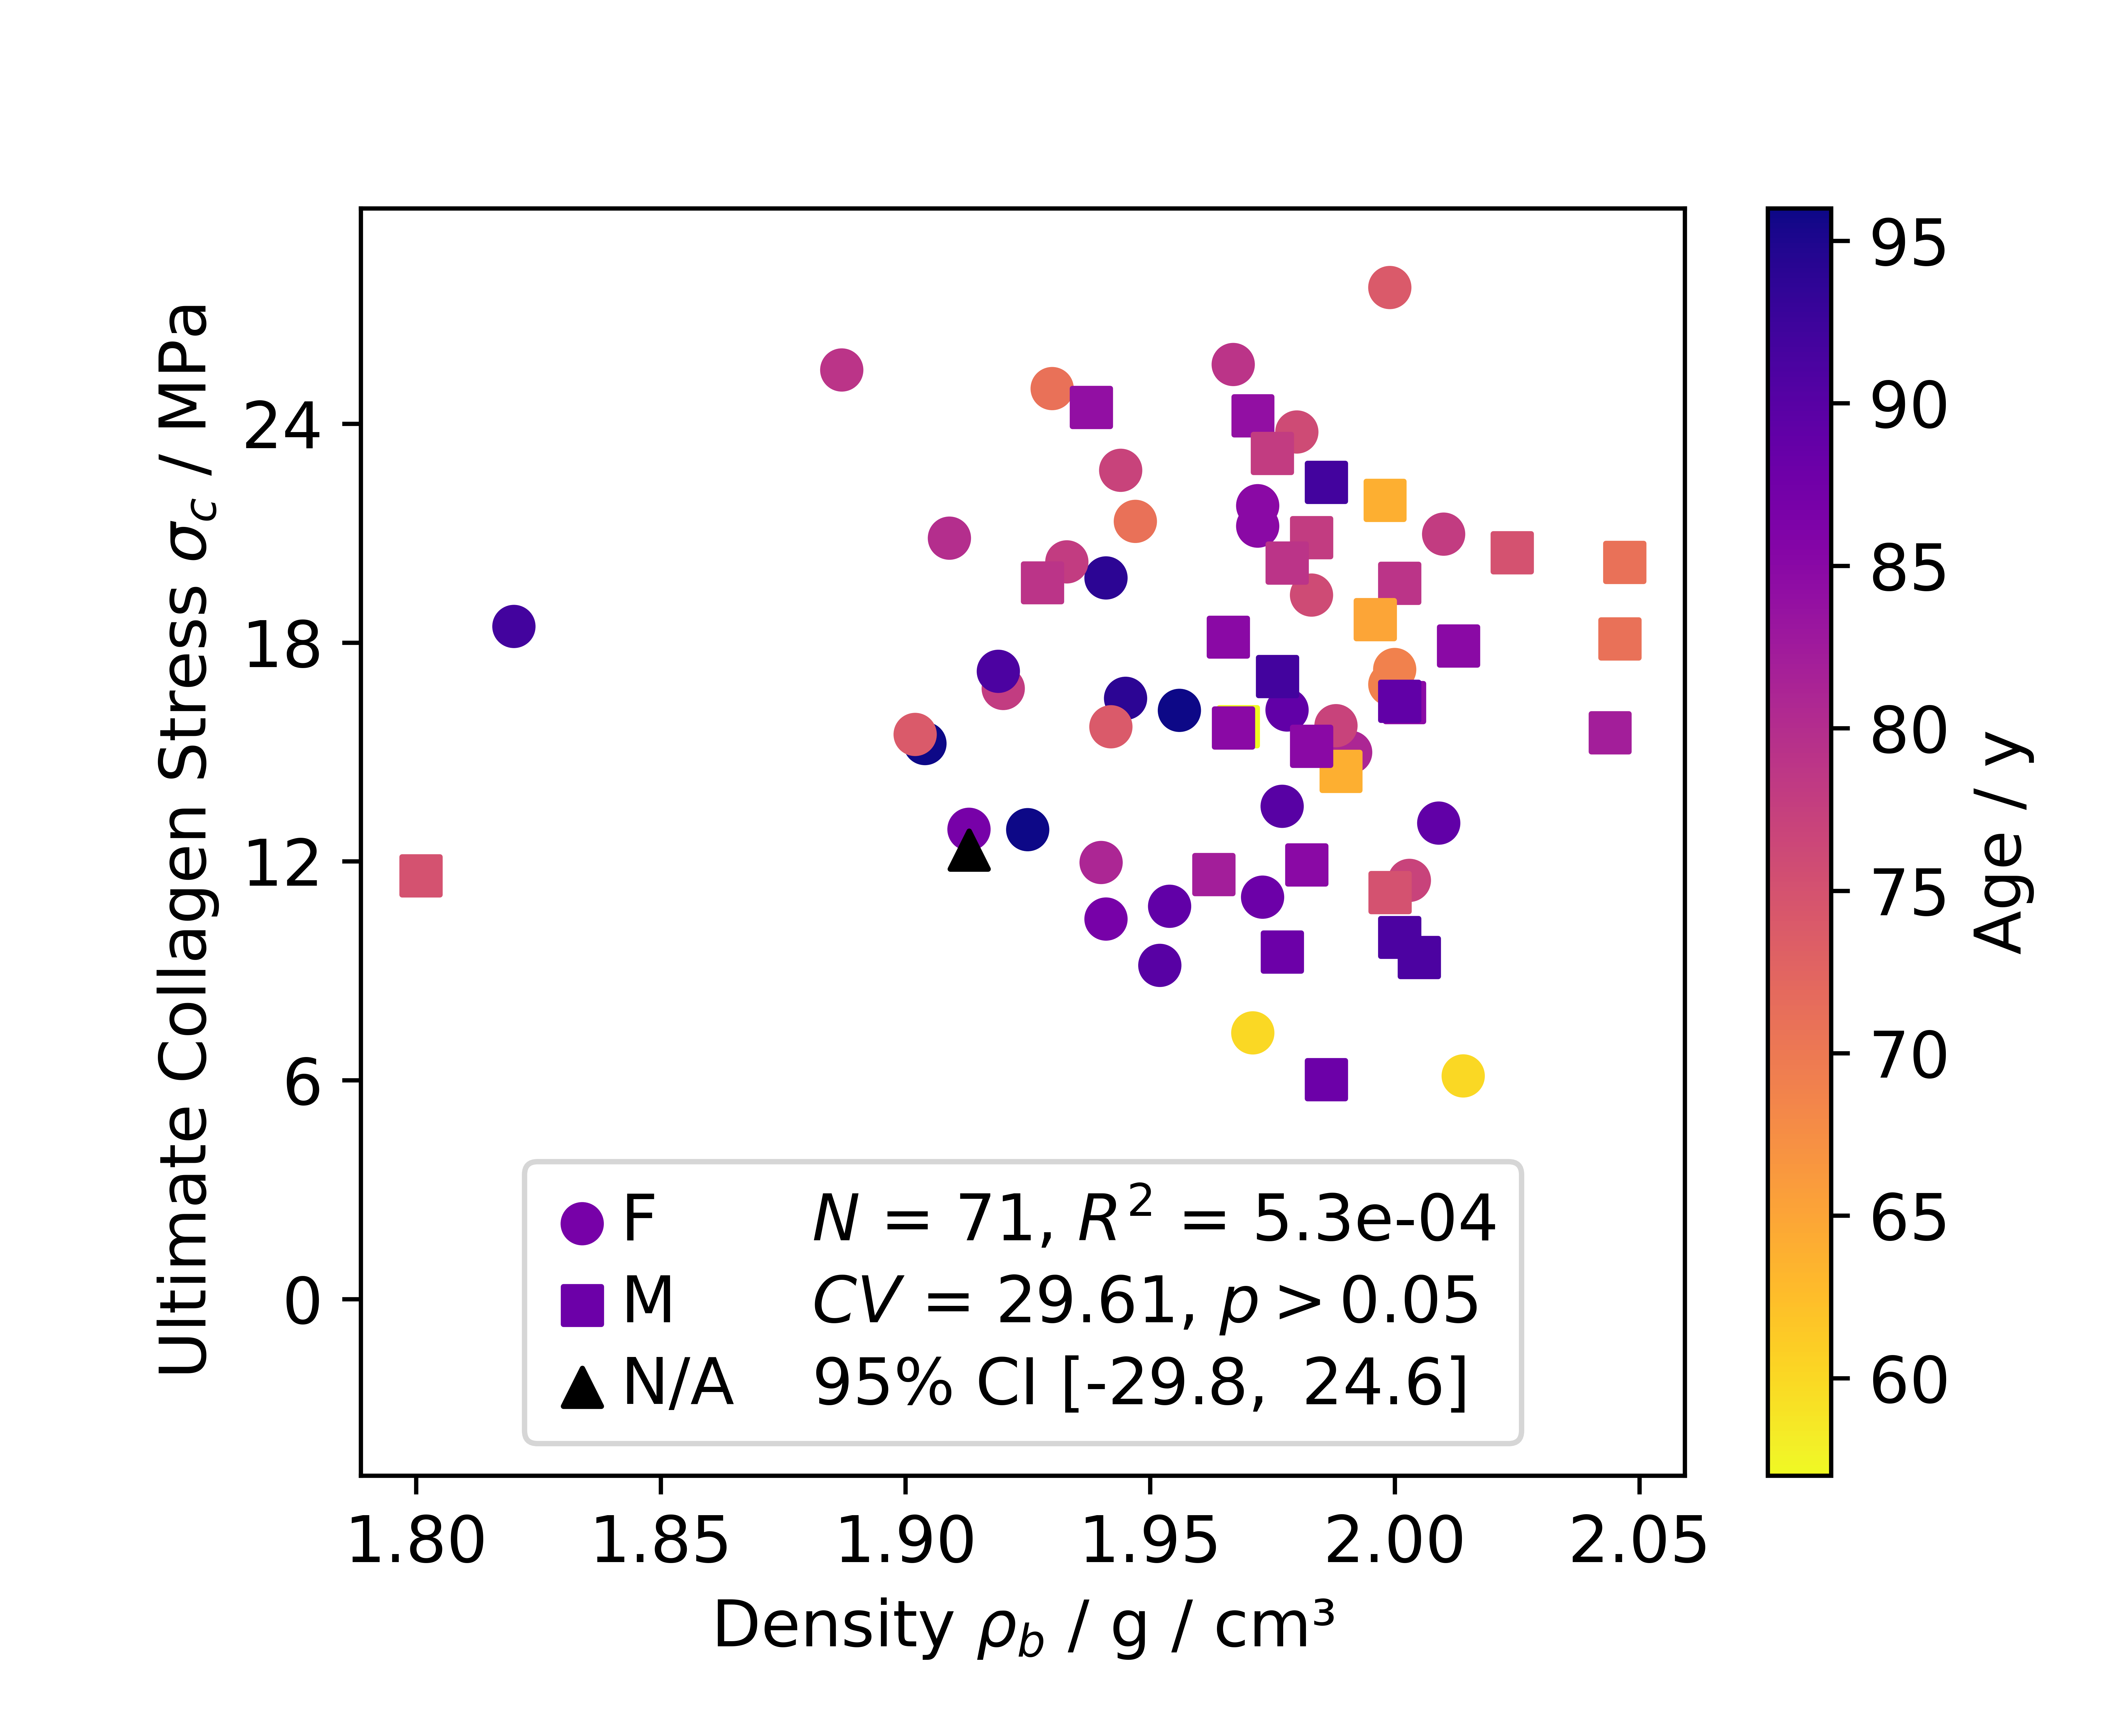 Ultimate Collagen Stress σc / MPa
24
18
12
6
0
F N = 71, R² = 5.3e-04
M CV = 29.61, p > 0.05
N/A 95% CI [-29.8, 24.6]
1.80 1.85 1.90 1.95 2.00 2.05
Density ρb / g / cm³
95
90
85
80
75
70
65
60
Age / y